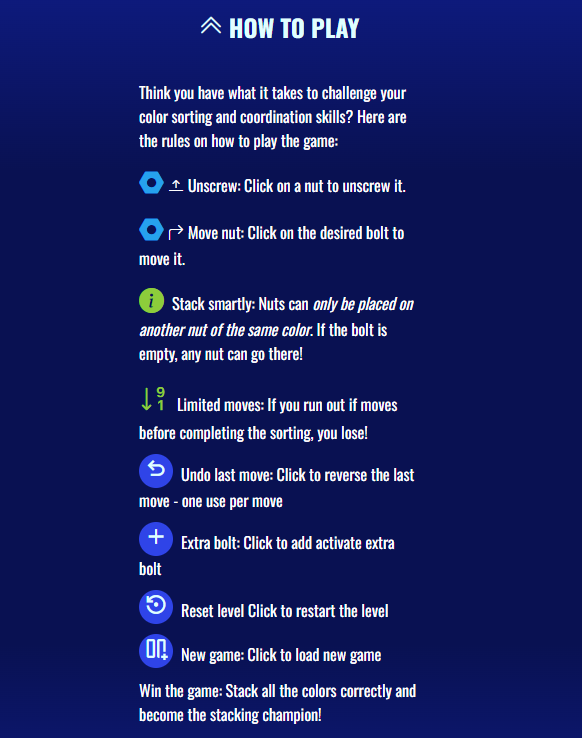 HOW TO PLAY
Think you have what it takes to challenge your
color sorting and coordination skills? Here are
the rules on how to play the game:
Unscrew: Click on a nut to unscrew it.
Move nut: Click on the desired bolt to
move it.
i Stack smartly: Nuts can only be placed on
another nut of the same color. If the bolt is
empty, any nut can go there!
9
1 Limited moves: If you run out if moves
before completing the sorting, you lose!
Undo last move: Click to reverse the last
move - one use per move
Extra bolt: Click to add activate extra
bolt
Reset level Click to restart the level
New game: Click to load new game
Win the game: Stack all the colors correctly and
become the stacking champion!